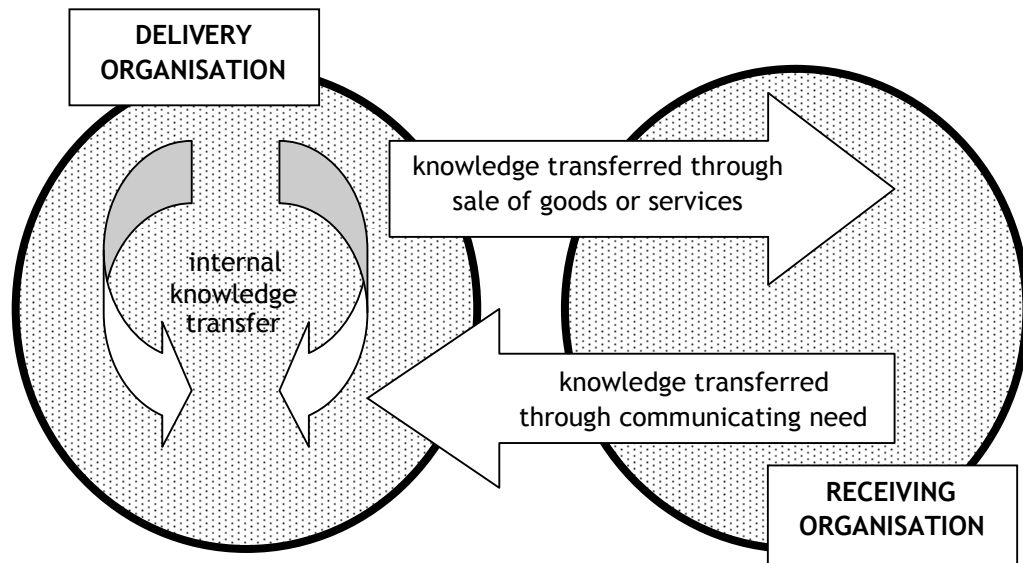 DELIVERY
ORGANISATION
knowledge transferred through
sale of goods or services
internal
knowledge
transfer
knowledge transferred
through communicating need
RECEIVING
ORGANISATION